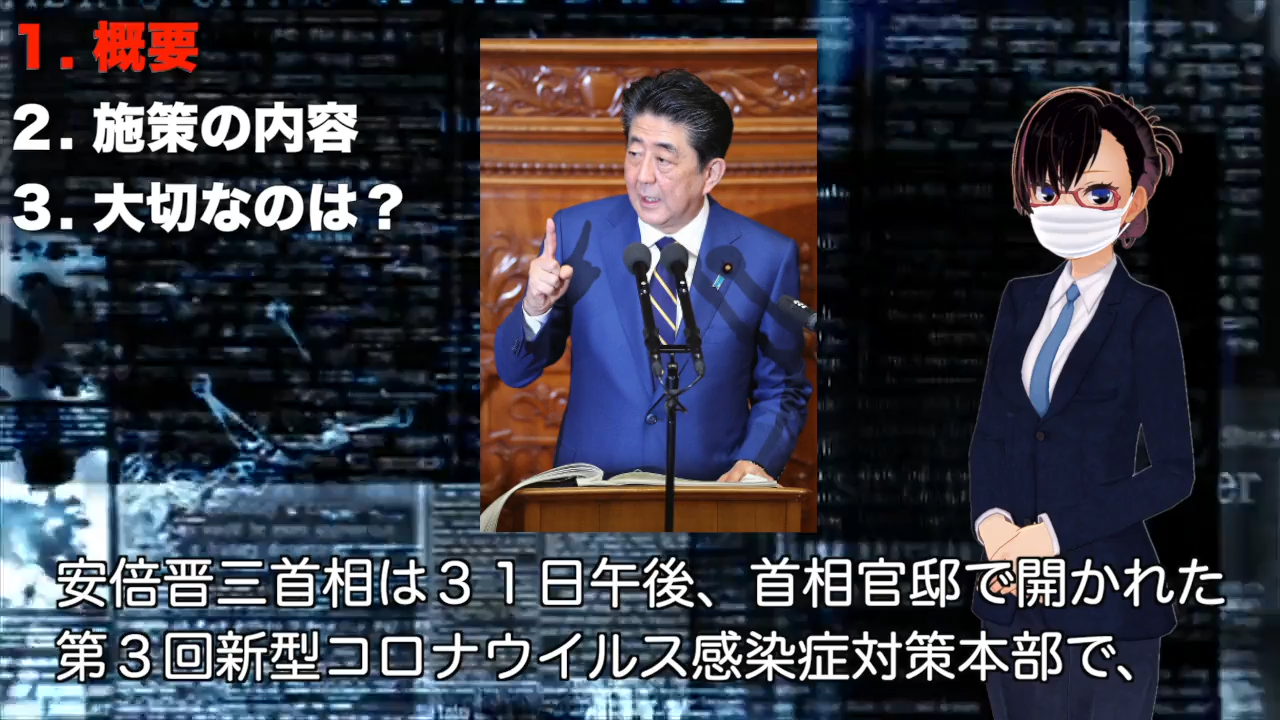 1. 概要
2. 施策の内容
3. 大切なのは？
安倍晋三首相は３１日午後、首相官邸で開かれた
第３回新型コロナウイルス感染症対策本部で、